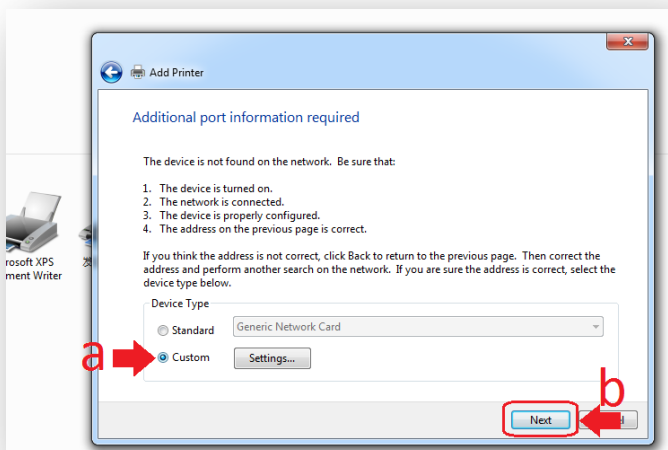 Add Printer
Additional port information required
The device is not found on the network. Be sure that:
1. The device is turned on.
2. The network is connected.
3. The device is properly configured.
4. The address on the previous page is correct.
If you think the address is not correct, click Back to return to the previous page. Then correct the
address and perform another search on the network. If you are sure the address is correct, select the
device type below.
Device Type
Standard
Generic Network Card
a
Custom
Settings...
b
Next
rosoft XPS
ment Writer